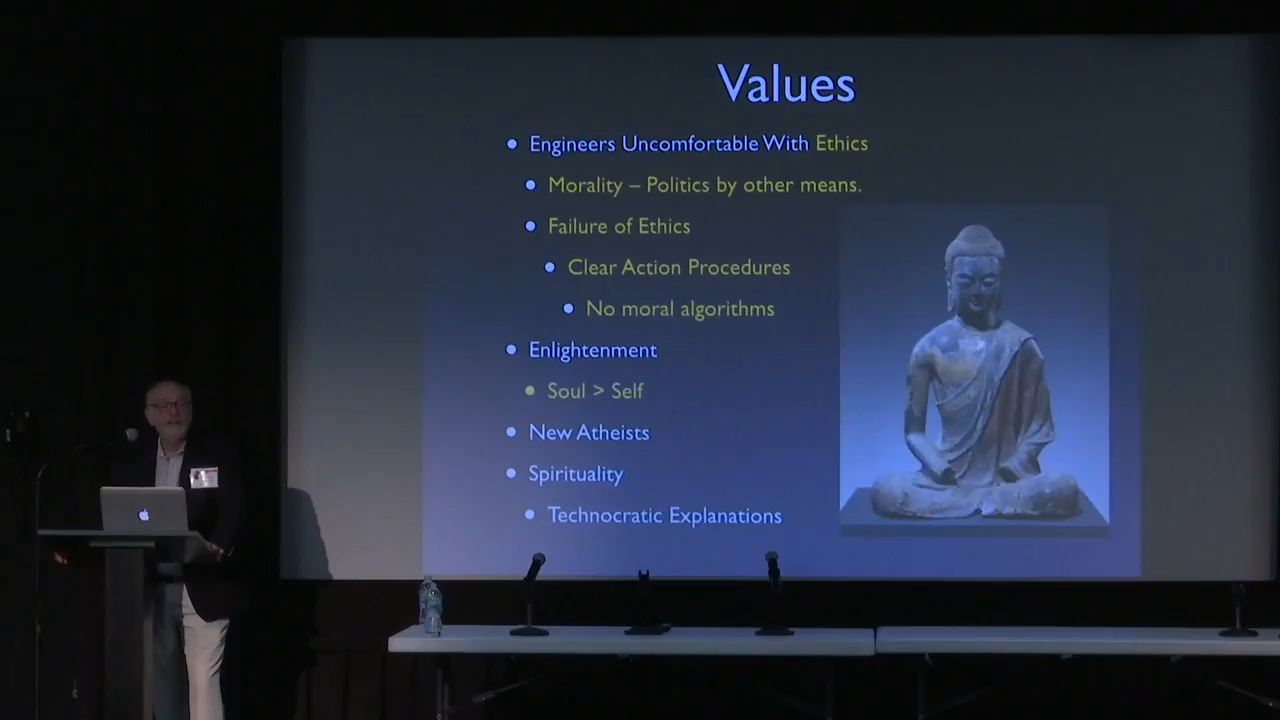 Values
Engineers Uncomfortable With Ethics
Morality – Politics by other means.
Failure of Ethics
Clear Action Procedures
No moral algorithms
Enlightenment
Soul > Self
New Atheists
Spirituality
Technocratic Explanations